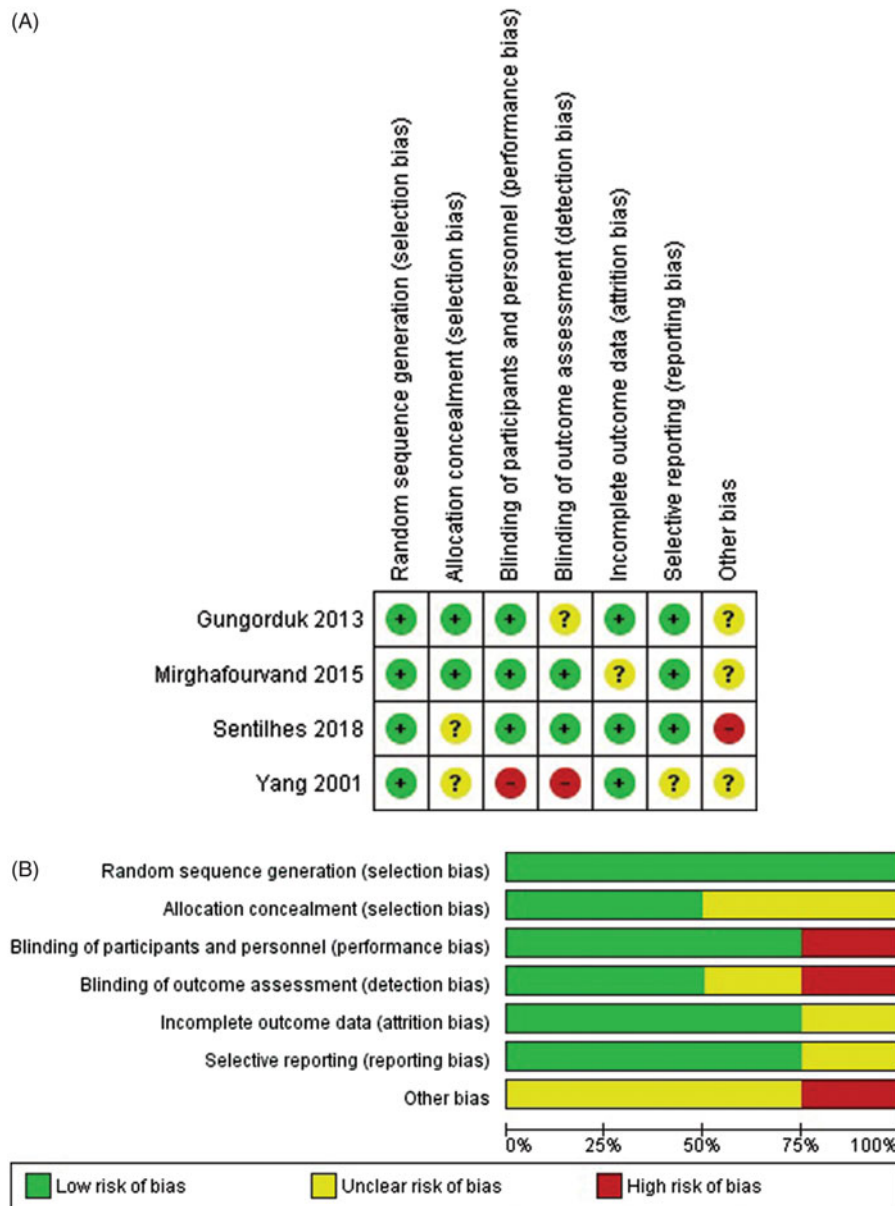 (A)
Random sequence generation (selection bias)
Allocation concealment (selection bias)
Blinding of participants and personnel (performance bias)
Blinding of outcome assessment (detection bias)
Incomplete outcome data (attrition bias)
Selective reporting (reporting bias)
Other bias
Gungorduk 2013 + + + ? + + ?
Mirghafourvand 2015 + + + + ? + ?
Sentilhes 2018 + ? + + + + -
Yang 2001 + ? - - + ? ?
(B)
Random sequence generation (selection bias)
Allocation concealment (selection bias)
Blinding of participants and personnel (performance bias)
Blinding of outcome assessment (detection bias)
Incomplete outcome data (attrition bias)
Selective reporting (reporting bias)
Other bias
0% 25% 50% 75% 100%
Low risk of bias Unclear risk of bias High risk of bias